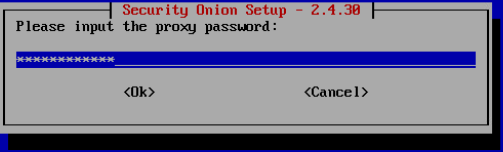 Security Onion Setup - 2.4.30
Please input the proxy password:
************
<Ok> <Cancel>